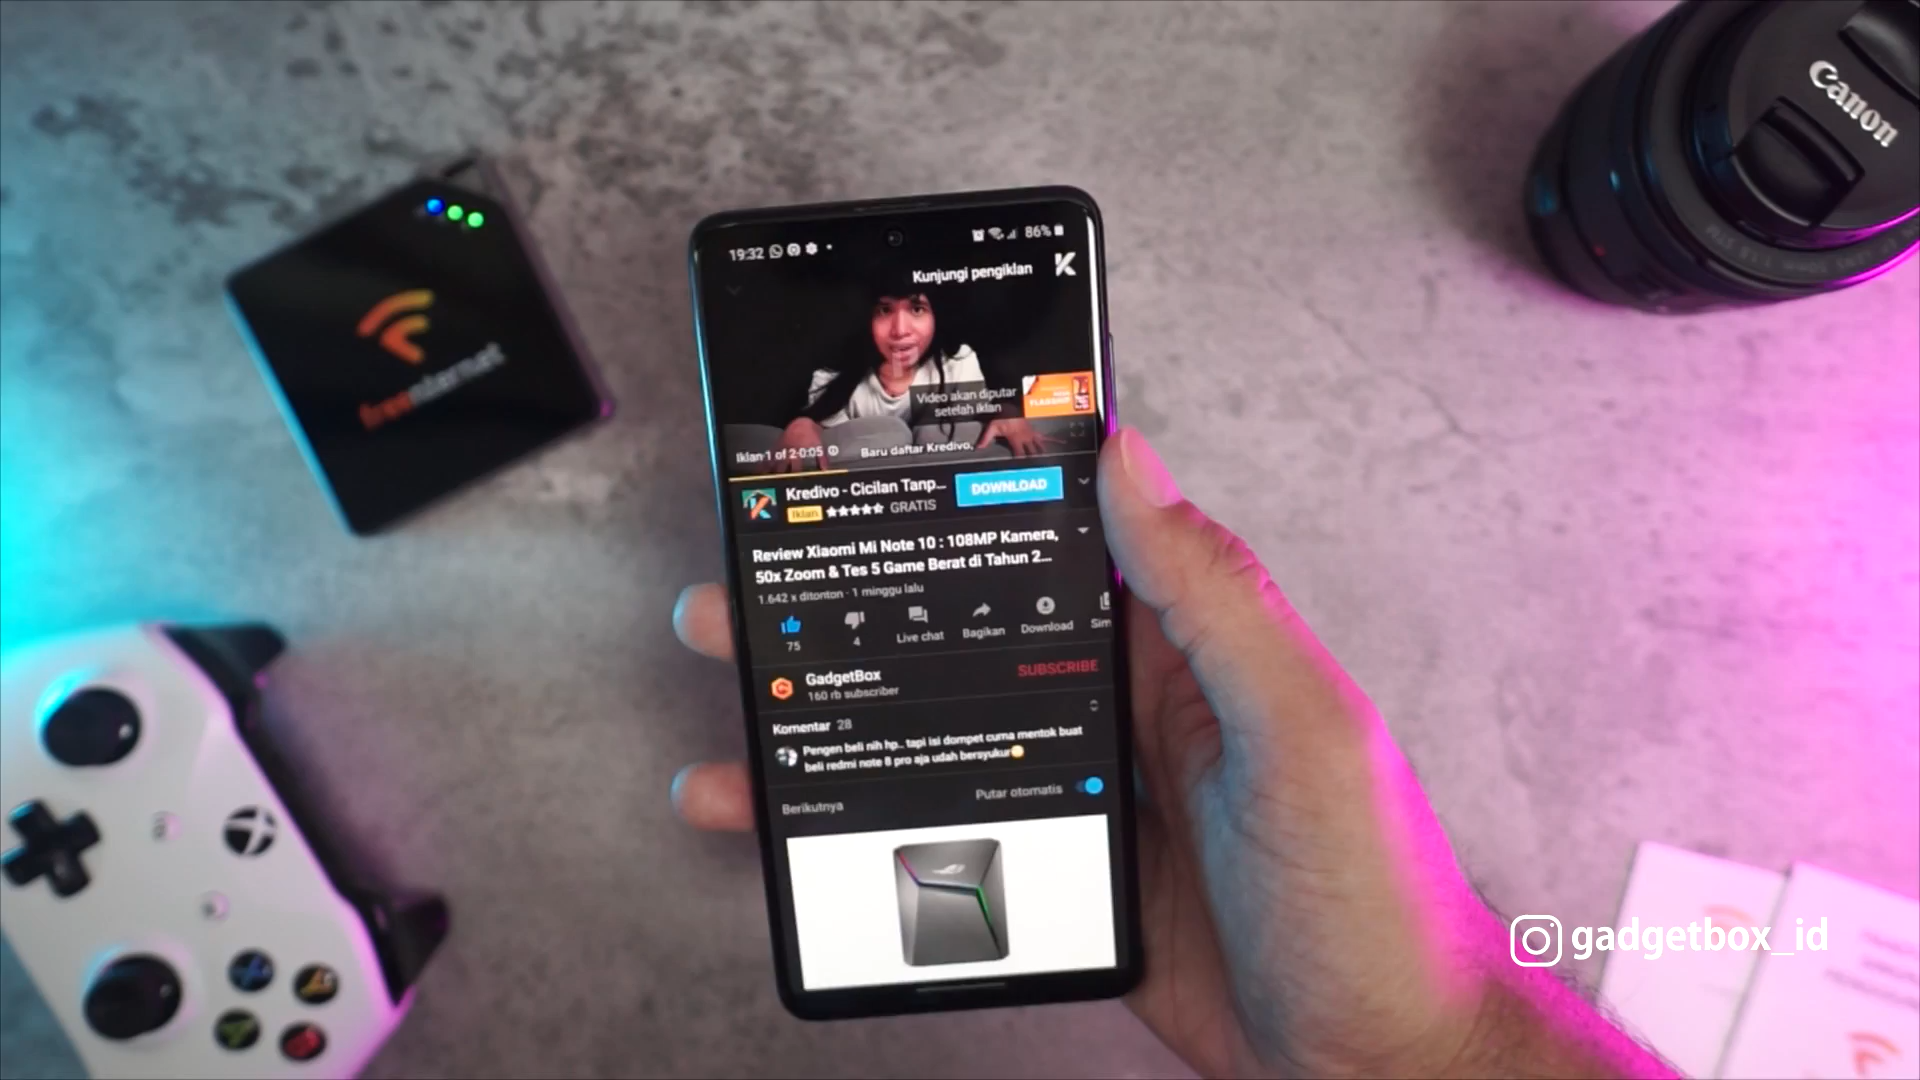 Canon
19:32
86%
Kunjungi pengiklan
freenternet
Video akan diputar
setelah iklan
FLAGSHIP
Iklan 1 of 2·0:05
Baru daftar Kredivo,
Kredivo - Cicilan Tanp...
DOWNLOAD
Iklan
GRATIS
Review Xiaomi Mi Note 10 : 108MP Kamera,
50x Zoom & Tes 5 Game Berat di Tahun 2...
1.642 x ditonton · 1 minggu lalu
75
4
Live chat
Bagikan
Download
Sim
GadgetBox
160 rb subscriber
SUBSCRIBE
Komentar 28
Pengen beli nih hp.. tapi isi dompet cuma mentok buat
beli redmi note 8 pro aja udah bersyukur
Berikutnya
Putar otomatis
gadgetbox_id